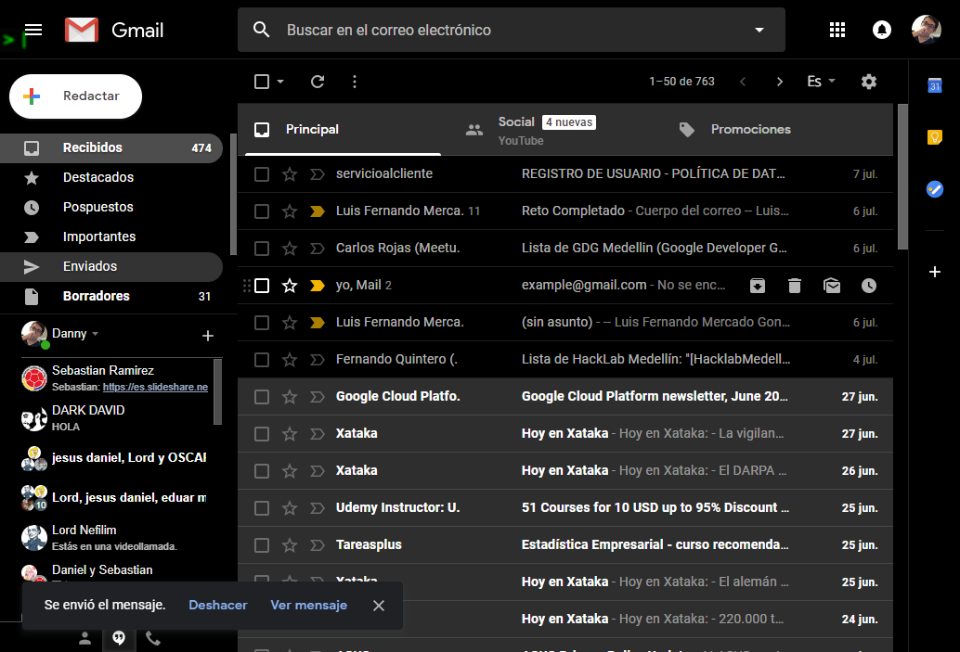 Gmail
Buscar en el correo electrónico
Redactar
1–50 de 763
Es
Principal
Social 4 nuevas
YouTube
Promociones
Recibidos 474
Destacados
Pospuestos
Importantes
Enviados
Borradores 31
Danny
Sebastian Ramirez
Sebastian: https://es.slideshare.ne
DARK DAVID
HOLA
jesus daniel, Lord y OSCAR
Lord, jesus daniel, eduar m
10
Lord Nefilim
Estás en una videollamada.
Daniel y Sebastian
servicioalcliente REGISTRO DE USUARIO - POLÍTICA DE DAT… 7 jul.
Luis Fernando Merca. 11 Reto Completado - Cuerpo del correo -- Luis… 6 jul.
Carlos Rojas (Meetu. Lista de GDG Medellin (Google Developer G… 6 jul.
yo, Mail 2 example@gmail.com - No se enc…
Luis Fernando Merca. (sin asunto) - -- Luis Fernando Mercado Gon… 6 jul.
Fernando Quintero (. Lista de HackLab Medellín: "[HacklabMedell… 4 jul.
Google Cloud Platfo. Google Cloud Platform newsletter, June 20… 27 jun.
Xataka Hoy en Xataka - Hoy en Xataka: - La vigilan… 27 jun.
Xataka Hoy en Xataka - Hoy en Xataka: - El DARPA … 26 jun.
Udemy Instructor: U. 51 Courses for 10 USD up to 95% Discount … 25 jun.
Tareasplus Estadística Empresarial - curso recomenda… 25 jun.
Xataka Hoy en Xataka - Hoy en Xataka: - El alemán … 25 jun.
Hoy en Xataka - Hoy en Xataka: - 220.000 t… 24 jun.
Se envió el mensaje. Deshacer Ver mensaje
31